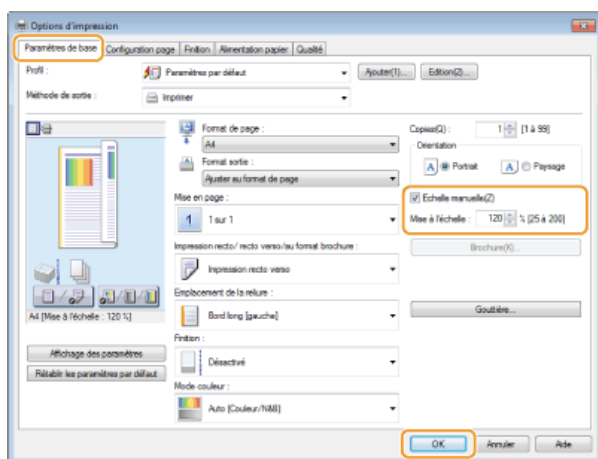 Options d'impression
Paramètres de base Configuration page Finition Alimentation papier Qualité
Profil : Paramètres par défaut Ajouter(1)... Edition(2)...
Méthode de sortie : Imprimer
Format de page :
A4
Format sortie :
Ajuster au format de page
Mise en page :
1 1 sur 1
Impression recto/ recto verso/au format brochure :
Impression recto verso
Emplacement de la reliure :
Bord long [gauche]
Finition :
Désactivé
Mode couleur :
Auto [Couleur/N&B]
Copies(Q) : 1 [1 à 99]
Orientation
A Portrait A Paysage
Echelle manuelle(Z)
Mise à l'échelle : 120 % [25 à 200]
Brochure(K)...
Gouttière...
A4 [Mise à l'échelle : 120 %]
Affichage des paramètres
Rétablir les paramètres par défaut
OK Annuler Aide